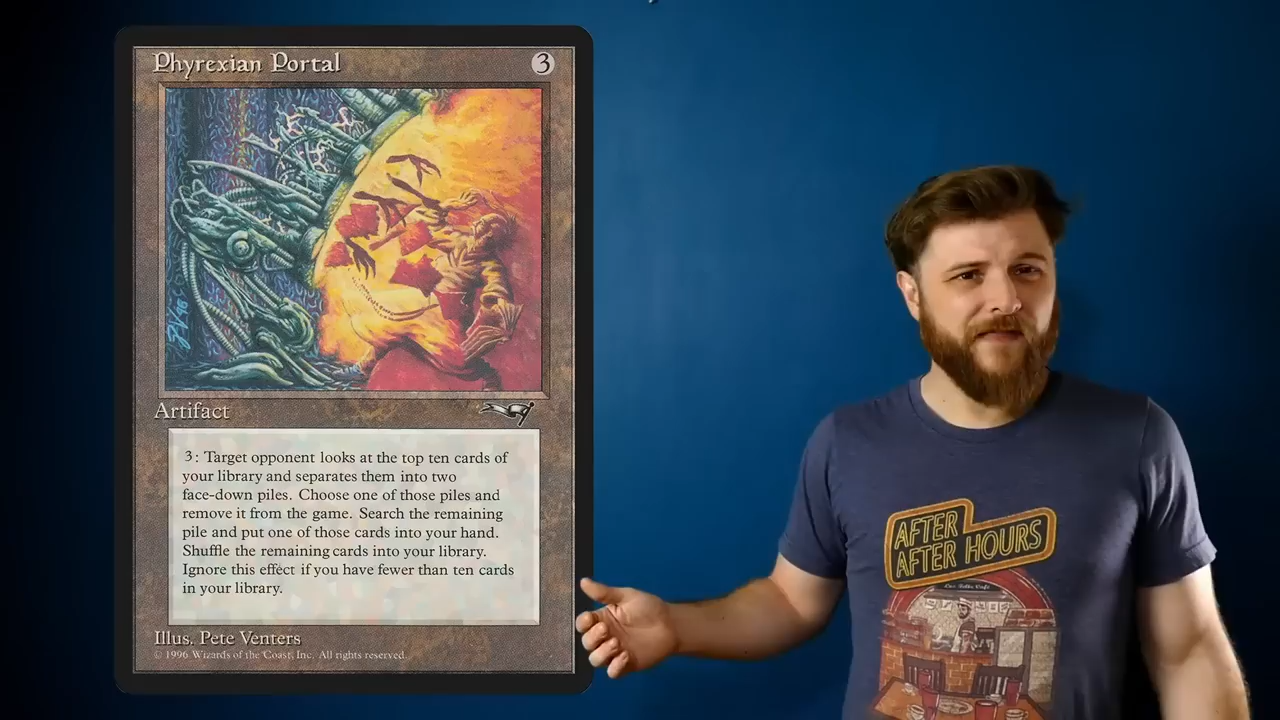 Phyrexian Portal 3
Artifact
3: Target opponent looks at the top ten cards of
your library and separates them into two
face-down piles. Choose one of those piles and
remove it from the game. Search the remaining
pile and put one of those cards into your hand.
Shuffle the remaining cards into your library.
Ignore this effect if you have fewer than ten cards
in your library.
Illus. Pete Venters
© 1996 Wizards of the Coast, Inc. All rights reserved.
AFTER
AFTER HOURS